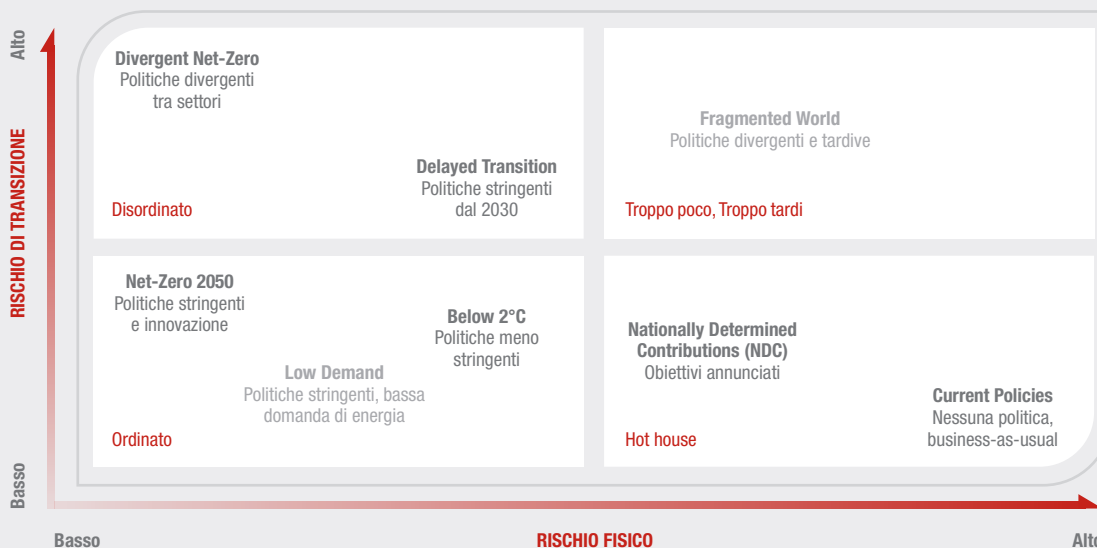 Alto
RISCHIO DI TRANSIZIONE
Basso
Divergent Net-Zero
Politiche divergenti
tra settori
Delayed Transition
Politiche stringenti
dal 2030
Disordinato
Fragmented World
Politiche divergenti e tardive
Troppo poco, Troppo tardi
Net-Zero 2050
Politiche stringenti
e innovazione
Below 2°C
Politiche meno
stringenti
Low Demand
Politiche stringenti, bassa
domanda di energia
Ordinato
Nationally Determined
Contributions (NDC)
Obiettivi annunciati
Current Policies
Nessuna politica,
business-as-usual
Hot house
Basso
RISCHIO FISICO
Alto